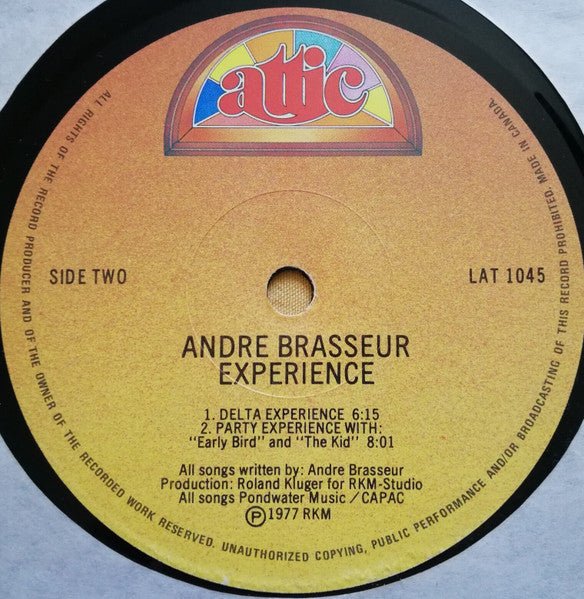 attic
SIDE TWO
LAT 1045
ANDRE BRASSEUR
EXPERIENCE
1. DELTA EXPERIENCE 6:15
2. PARTY EXPERIENCE WITH:
"Early Bird" and "The Kid" 8:01
All songs written by: Andre Brasseur
Production: Roland Kluger for RKM-Studio
All songs Pondwater Music / CAPAC
Ⓟ 1977 RKM
ALL RIGHTS OF THE RECORD PRODUCER AND OF THE OWNER OF THE RECORDED WORK RESERVED. UNAUTHORIZED COPYING, PUBLIC PERFORMANCE AND/OR BROADCASTING OF THIS RECORD PROHIBITED. MADE IN CANADA.